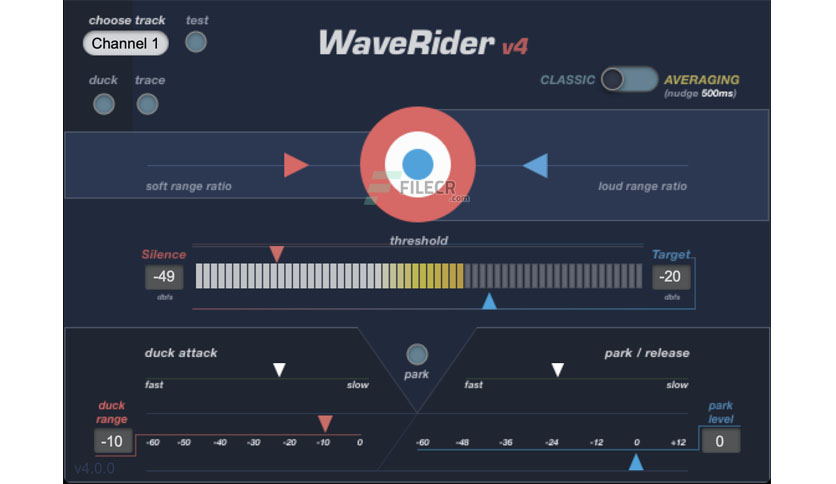 choose track
test
Channel 1
WaveRider v4
duck
trace
CLASSIC
AVERAGING
(nudge 500ms)
soft range ratio
loud range ratio
FILECR
.com
threshold
Silence
Target
-49
-20
dbfs
dbfs
duck attack
park / release
park
fast
slow
fast
slow
duck
range
park
level
-10
-60 -50 -40 -30 -20 -10 0
-60 -48 -36 -24 -12 0 +12
0
v4.0.0